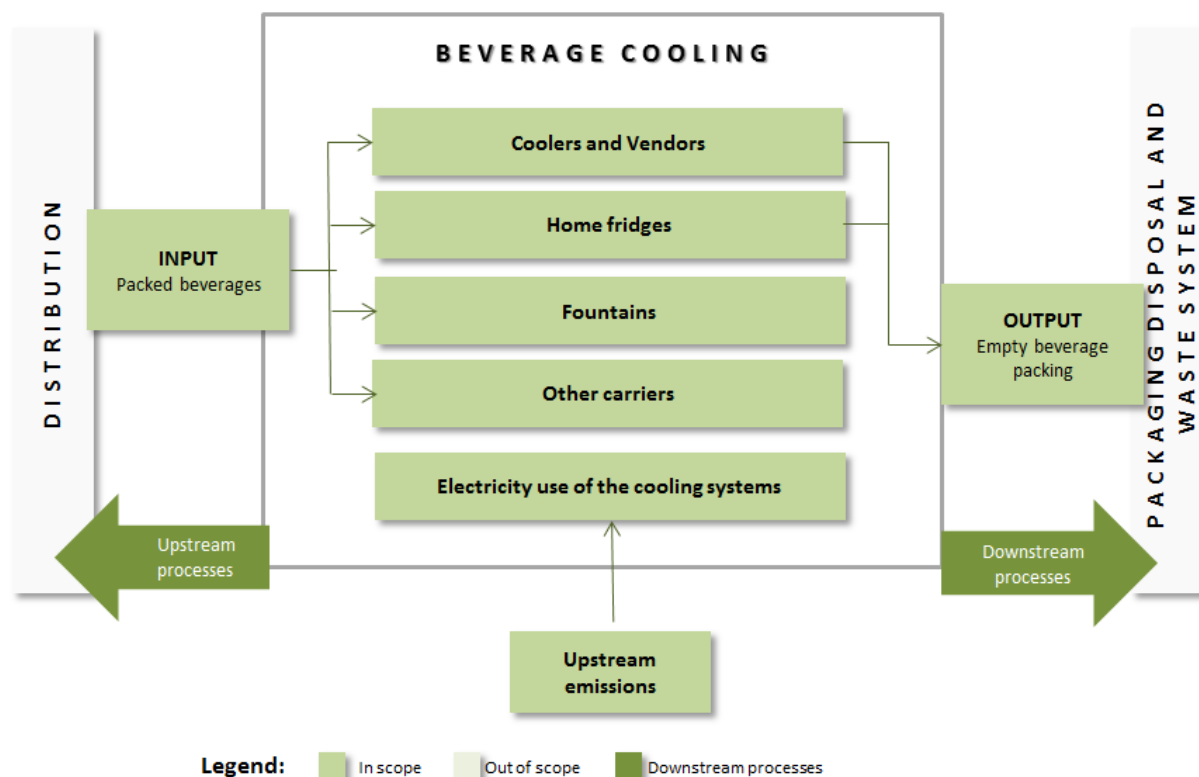 BEVERAGE COOLING
DISTRIBUTION
INPUT
Packed beverages
Coolers and Vendors
Home fridges
Fountains
Other carriers
Electricity use of the cooling systems
OUTPUT
Empty beverage
packing
PACKAGING DISPOSAL AND
WASTE SYSTEM
Upstream
processes
Downstream
processes
Upstream
emissions
Legend: In scope Out of scope Downstream processes